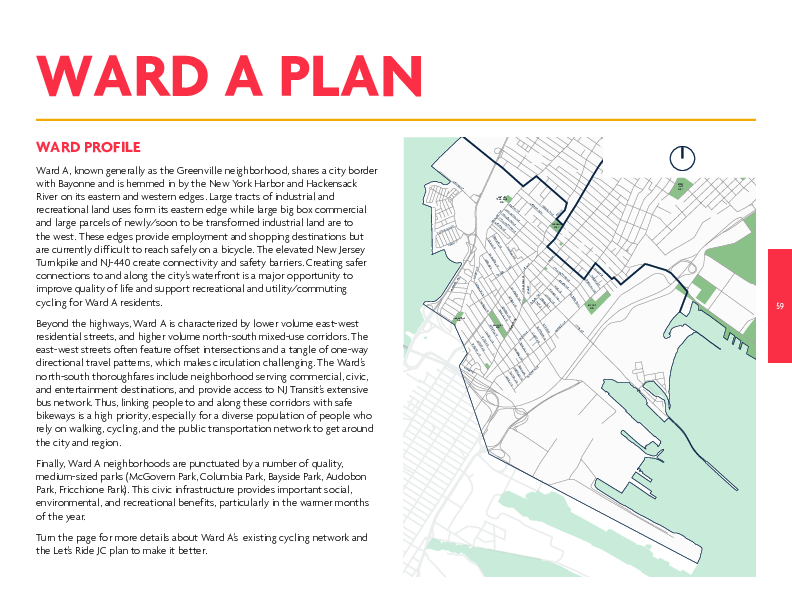 WARD A PLAN
WARD PROFILE
Ward A, known generally as the Greenville neighborhood, shares a city border
with Bayonne and is hemmed in by the New York Harbor and Hackensack
River on its eastern and western edges. Large tracts of industrial and
recreational land uses form its eastern edge while large big box commercial
and large parcels of newly/soon to be transformed industrial land are to
the west. These edges provide employment and shopping destinations but
are currently difficult to reach safely on a bicycle. The elevated New Jersey
Turnkpike and NJ-440 create connectivity and safety barriers. Creating safer
connections to and along the city's waterfront is a major opportunity to
improve quality of life and support recreational and utility/commuting
cycling for Ward A residents.
Beyond the highways, Ward A is characterized by lower volume east-west
residential streets, and higher volume north-south mixed-use corridors. The
east-west streets often feature offset intersections and a tangle of one-way
directional travel patterns, which makes circulation challenging. The Ward's
north-south thoroughfares include neighborhood serving commercial, civic,
and entertainment destinations, and provide access to NJ Transit's extensive
bus network. Thus, linking people to and along these corridors with safe
bikeways is a high priority, especially for a diverse population of people who
rely on walking, cycling, and the public transportation network to get around
the city and region.
Finally, Ward A neighborhoods are punctuated by a number of quality,
medium-sized parks (McGovern Park, Columbia Park, Bayside Park, Audobon
Park, Fricchione Park). This civic infrastructure provides important social,
environmental, and recreational benefits, particularly in the warmer months
of the year.
Turn the page for more details about Ward A's existing cycling network and
the Let's Ride JC plan to make it better.
59